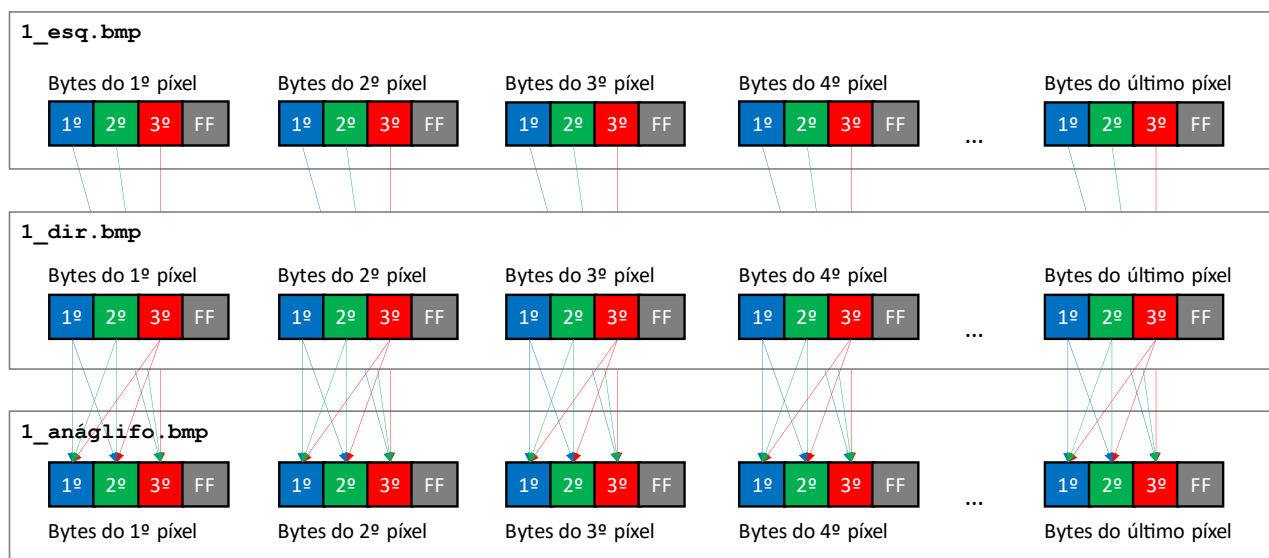 1_esq.bmp
Bytes do 1º píxel Bytes do 2º píxel Bytes do 3º píxel Bytes do 4º píxel Bytes do último píxel
1º 2º 3º FF 1º 2º 3º FF 1º 2º 3º FF 1º 2º 3º FF ... 1º 2º 3º FF
1_dir.bmp
Bytes do 1º píxel Bytes do 2º píxel Bytes do 3º píxel Bytes do 4º píxel Bytes do último píxel
1º 2º 3º FF 1º 2º 3º FF 1º 2º 3º FF 1º 2º 3º FF ... 1º 2º 3º FF
1_anáglifo.bmp
1º 2º 3º FF 1º 2º 3º FF 1º 2º 3º FF 1º 2º 3º FF ... 1º 2º 3º FF
Bytes do 1º píxel Bytes do 2º píxel Bytes do 3º píxel Bytes do 4º píxel Bytes do último píxel